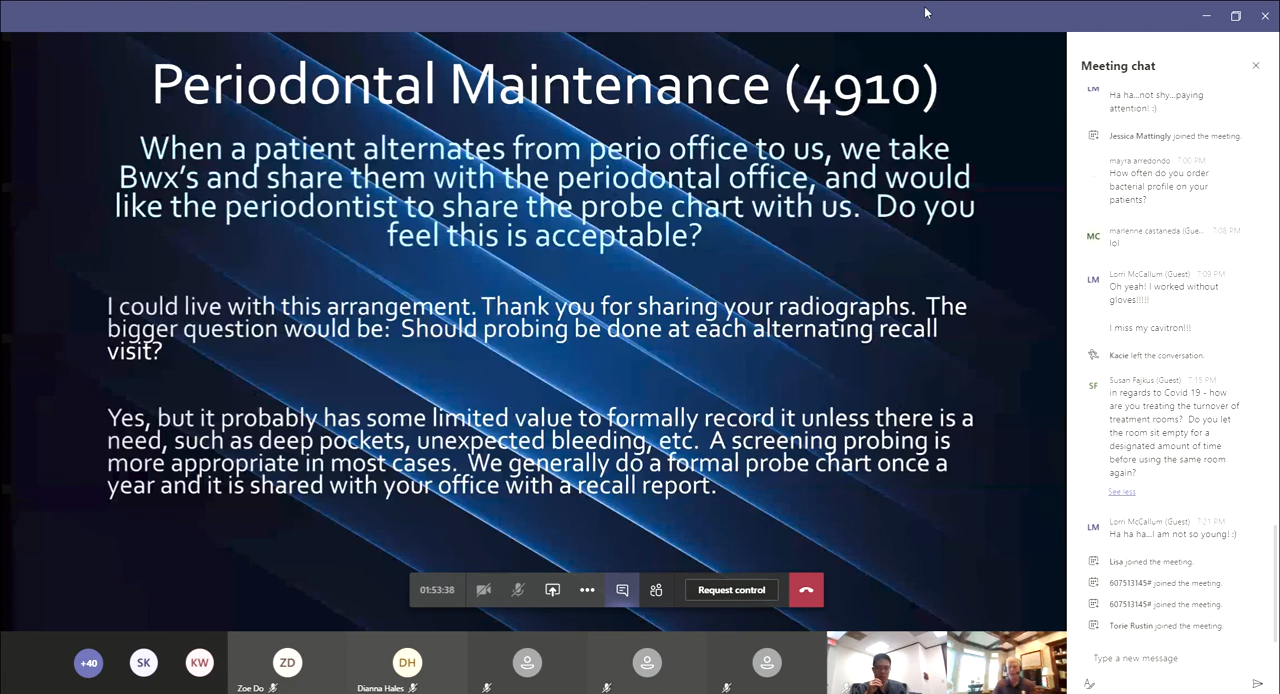 Periodontal Maintenance (4910)
When a patient alternates from perio office to us, we take
Bwx's and share them with the periodontal office, and would
like the periodontist to share the probe chart with us. Do you
feel this is acceptable?
I could live with this arrangement. Thank you for sharing your radiographs. The
bigger question would be: Should probing be done at each alternating recall
visit?
Yes, but it probably has some limited value to formally record it unless there is a
need, such as deep pockets, unexpected bleeding, etc. A screening probing is
more appropriate in most cases. We generally do a formal probe chart once a
year and it is shared with your office with a recall report.
01:53:38
Request control
+40
SK
KW
ZD
DH
Zoe Do
Dianna Hales
Meeting chat
LM
Ha ha...not shy...paying
attention! :)
Jessica Mattingly joined the meeting.
mayra arredondo 7:00 PM
How often do you order
bacterial profile on your
patients?
MC
marlenne castaneda (Gue... 7:08 PM
lol
LM
Lorri McCallum (Guest) 7:09 PM
Oh yeah! I worked without
gloves!!!!!
I miss my cavitron!!!
Kacie left the conversation.
SF
Susan Fajkus (Guest) 7:15 PM
in regards to Covid 19 - how
are you treating the turnover of
treatment rooms? Do you let
the room sit empty for a
designated amount of time
before using the same room
again?
See less
LM
Lorri McCallum (Guest) 7:21 PM
Ha ha ha...I am not so young! :)
Lisa joined the meeting.
607513145# joined the meeting.
607513145# joined the meeting.
Torie Rustin joined the meeting.
Type a new message